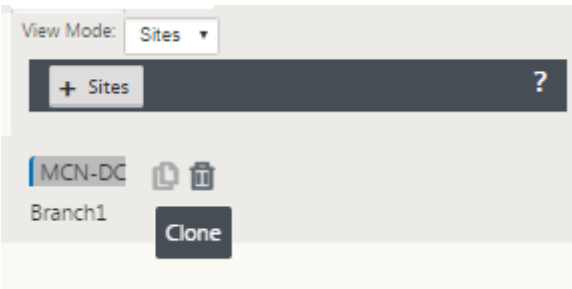 View Mode: Sites
+ Sites ?
MCN-DC
Branch1
Clone